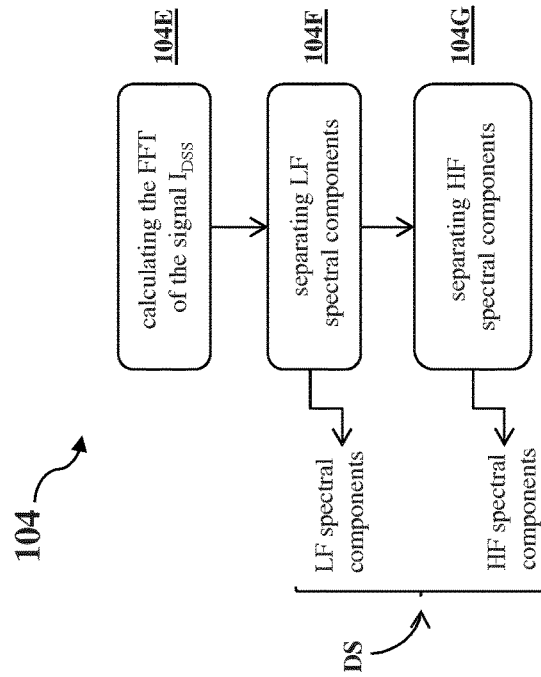 104
104E
calculating the FFT
of the signal I_DSS
104F
separating LF
spectral components
104G
separating HF
spectral components
LF spectral
components
HF spectral
components
DS